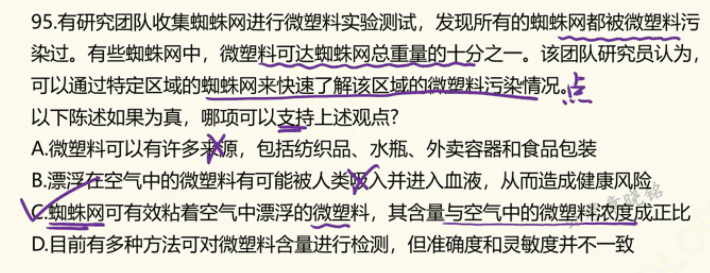 95.有研究团队收集蜘蛛网进行微塑料实验测试，发现所有的蜘蛛网都被微塑料污
染过。有些蜘蛛网中，微塑料可达蜘蛛网总重量的十分之一。该团队研究员认为，
可以通过特定区域的蜘蛛网来快速了解该区域的微塑料污染情况。点
以下陈述如果为真，哪项可以支持上述观点？
A.微塑料可以有许多来源，包括纺织品、水瓶、外卖容器和食品包装
B.漂浮在空气中的微塑料有可能被人类吸入并进入血液，从而造成健康风险
C.蜘蛛网可有效粘着空气中漂浮的微塑料，其含量与空气中的微塑料浓度成正比
D.目前有多种方法可对微塑料含量进行检测，但准确度和灵敏度并不一致